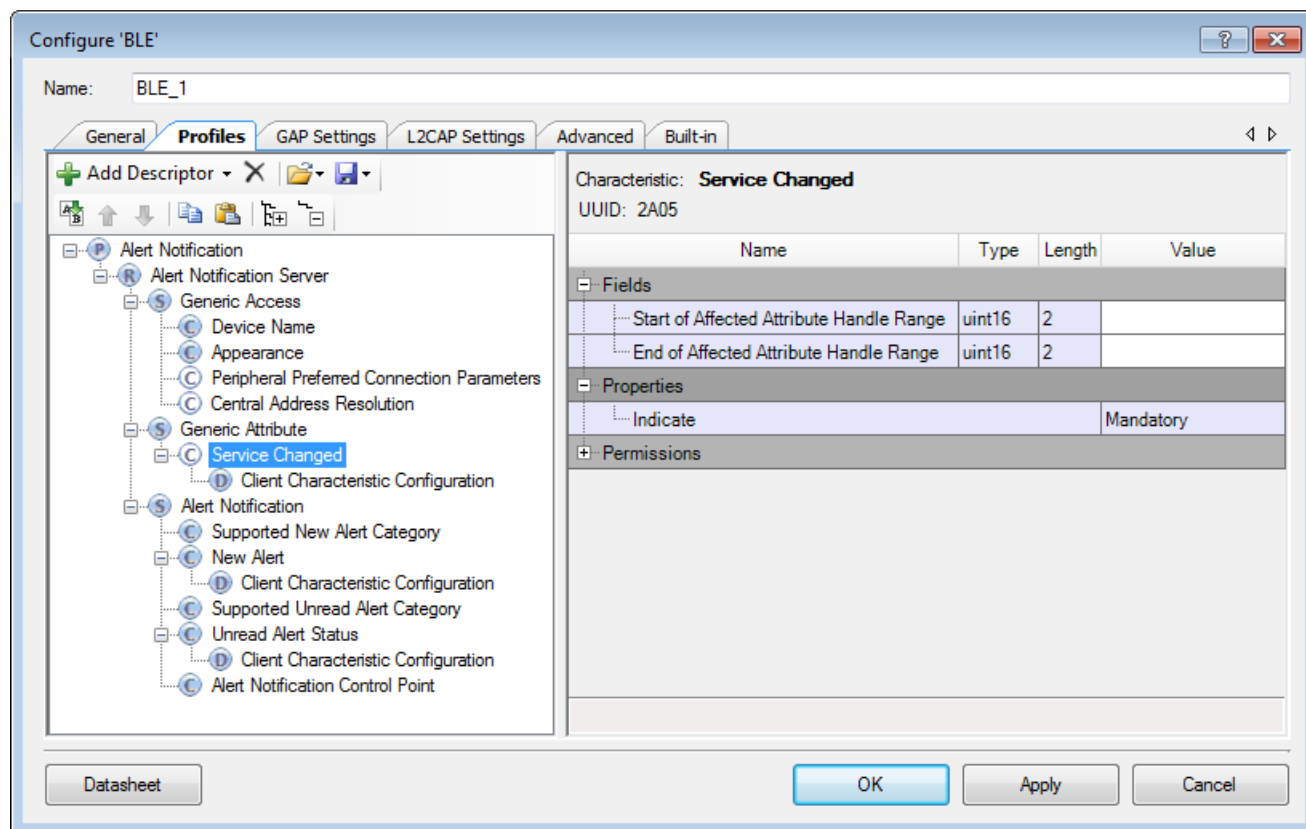 Configure 'BLE'
Name: BLE_1
General Profiles GAP Settings L2CAP Settings Advanced Built-in
Add Descriptor
Characteristic: Service Changed
UUID: 2A05
Name Type Length Value
Fields
Start of Affected Attribute Handle Range uint16 2
End of Affected Attribute Handle Range uint16 2
Properties
Indicate Mandatory
Permissions
P Alert Notification
R Alert Notification Server
S Generic Access
C Device Name
C Appearance
C Peripheral Preferred Connection Parameters
C Central Address Resolution
S Generic Attribute
C Service Changed
D Client Characteristic Configuration
S Alert Notification
C Supported New Alert Category
C New Alert
D Client Characteristic Configuration
C Supported Unread Alert Category
C Unread Alert Status
D Client Characteristic Configuration
C Alert Notification Control Point
Datasheet OK Apply Cancel